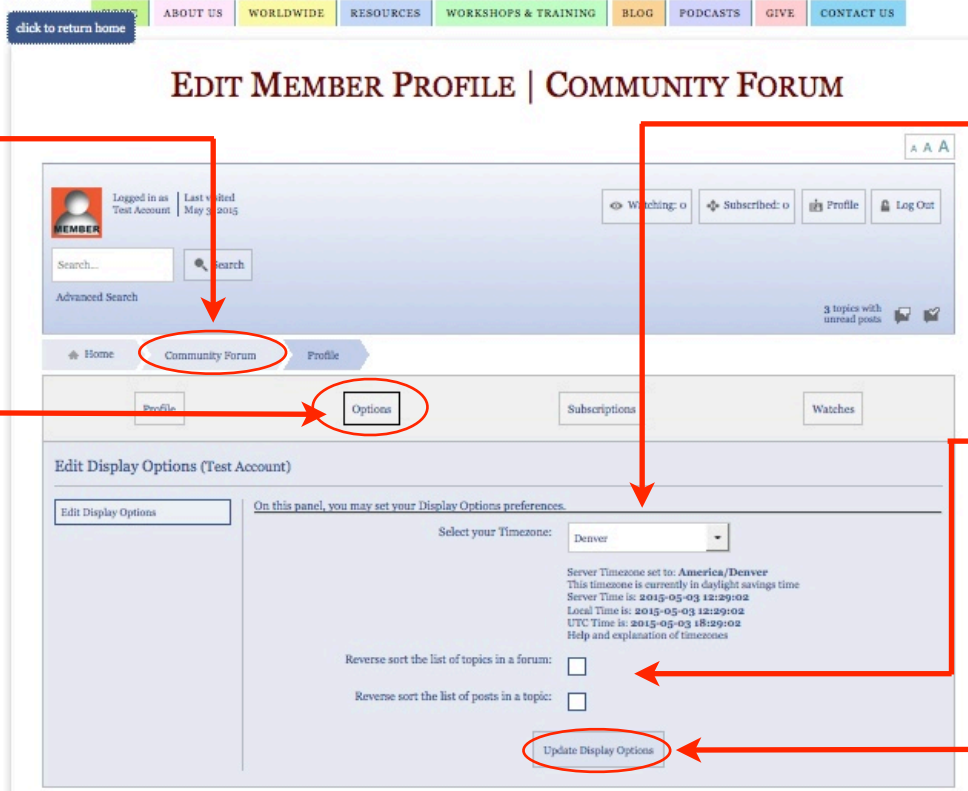 ABOUT US WORLDWIDE RESOURCES WORKSHOPS & TRAINING BLOG PODCASTS GIVE CONTACT US
click to return home
EDIT MEMBER PROFILE | COMMUNITY FORUM
A A A
Logged in as Last visited
Test Account May 3, 2015
MEMBER
Watching: 0 Subscribed: 0 Profile Log Out
Search... Search
Advanced Search
3 topics with
unread posts
Home Community Forum Profile
Profile Options Subscriptions Watches
Edit Display Options (Test Account)
Edit Display Options
On this panel, you may set your Display Options preferences.
Select your Timezone: Denver
Server Timezone set to: America/Denver
This timezone is currently in daylight savings time
Server Time is: 2015-05-03 12:29:02
Local Time is: 2015-05-03 12:29:02
UTC Time is: 2015-05-03 18:29:02
Help and explanation of timezones
Reverse sort the list of topics in a forum:
Reverse sort the list of posts in a topic:
Update Display Options